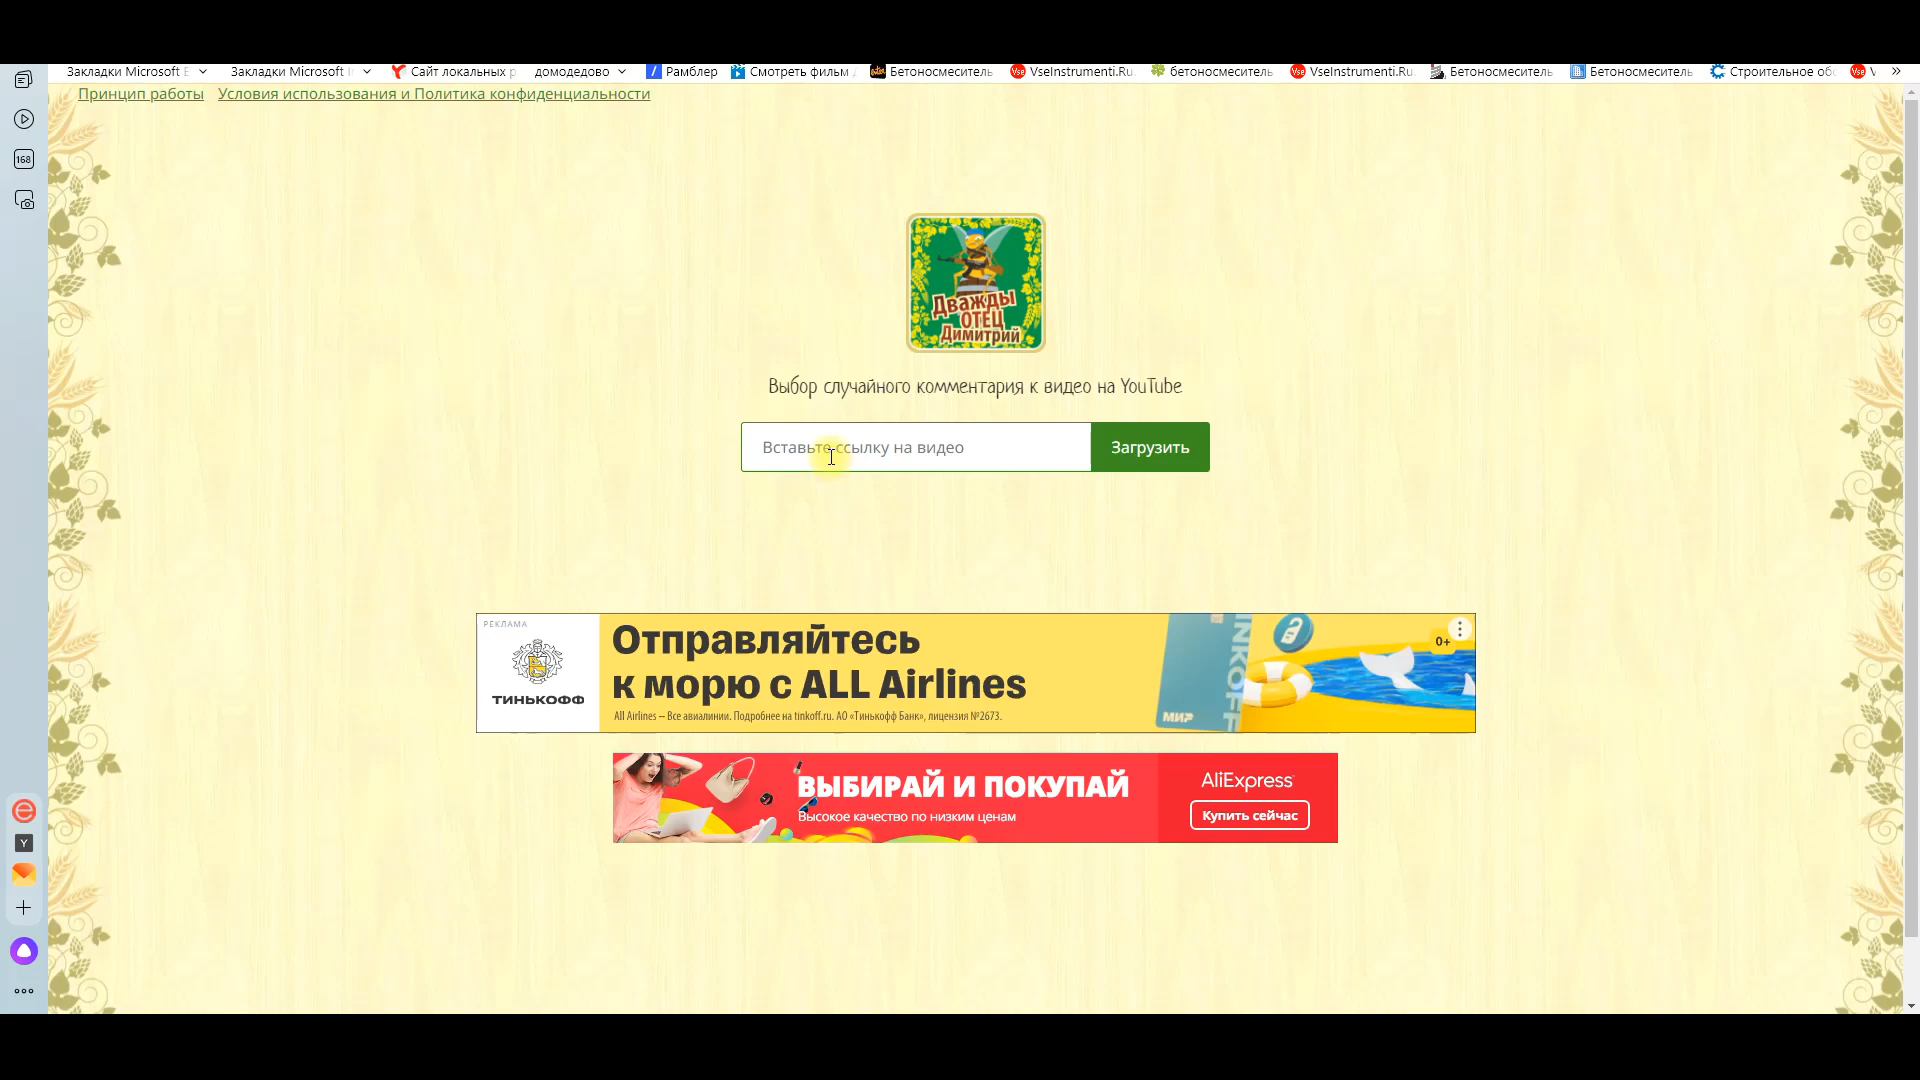 Закладки Microsoft E
Закладки Microsoft I
Сайт локальных р
домодедово
Рамблер
Смотреть фильм
Бетоносмеситель
VseInstrumenti.Ru
бетоносмеситель
VseInstrumenti.Ru
Бетоносмеситель
Бетоносмеситель
Строительное об
Принцип работы Условия использования и Политика конфиденциальности
168
Дважды
ОТЕЦ
Димитрий
Выбор случайного комментария к видео на YouTube
Вставьте ссылку на видео
Загрузить
РЕКЛАМА
ТИНЬКОФФ
Отправляйтесь
к морю с ALL Airlines
All Airlines – Все авиалинии. Подробнее на tinkoff.ru. АО «Тинькофф Банк», лицензия №2673.
МИР
INKOFF
0+
ВЫБИРАЙ И ПОКУПАЙ
Высокое качество по низким ценам
AliExpress
Купить сейчас
Y